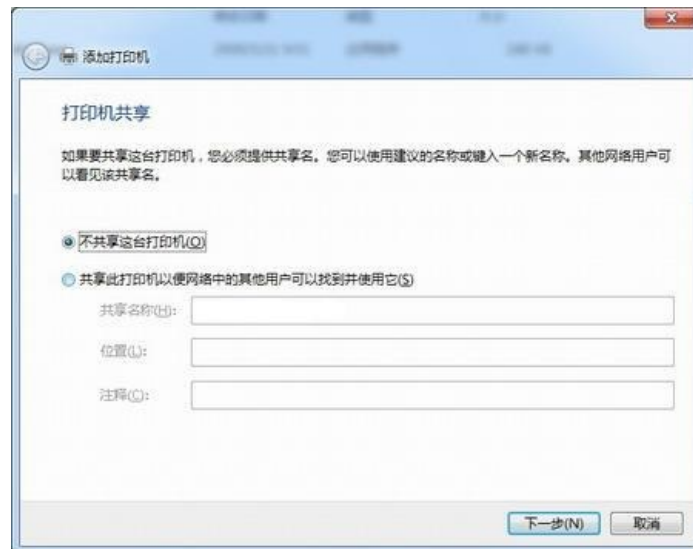 添加打印机
打印机共享
如果要共享这台打印机，您必须提供共享名。您可以使用建议的名称或键入一个新名称。其他网络用户可
以看见该共享名。
不共享这台打印机(O)
共享此打印机以便网络中的其他用户可以找到并使用它(S)
共享名称(H):
位置(L):
注释(C):
下一步(N) 取消